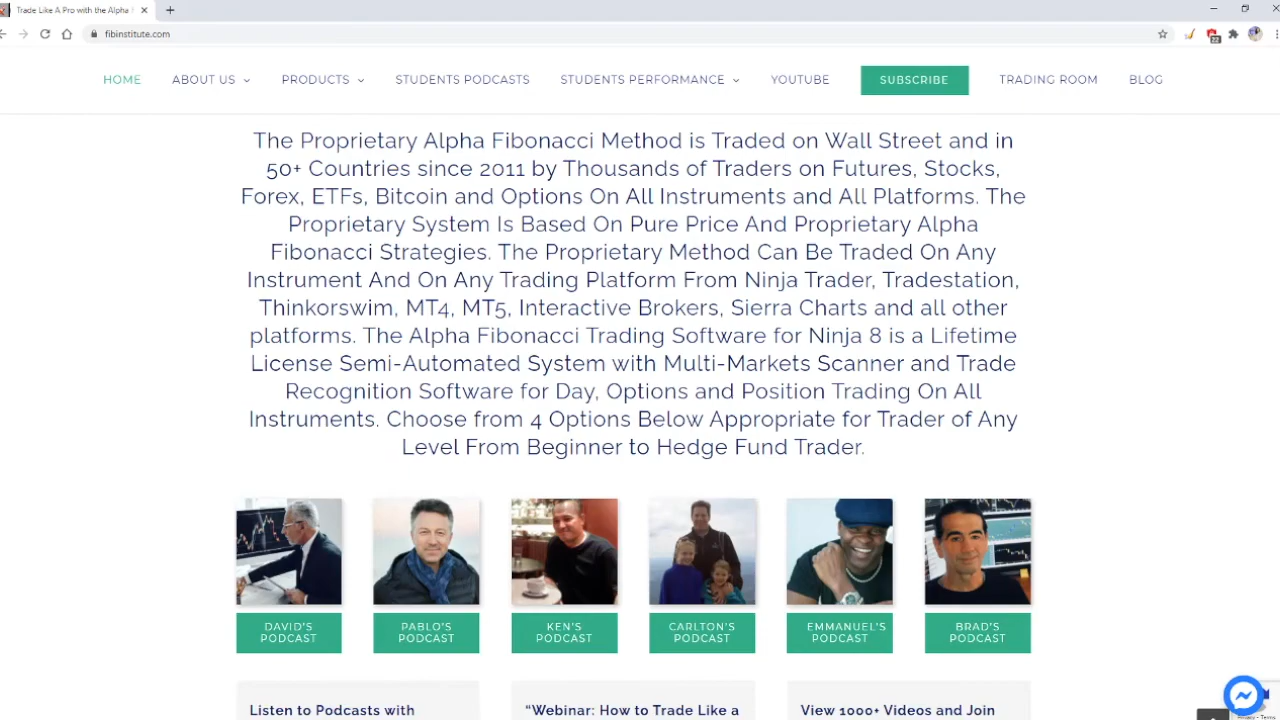 Trade Like A Pro with the Alpha
fibinstitute.com
22
HOME ABOUT US PRODUCTS STUDENTS PODCASTS STUDENTS PERFORMANCE YOUTUBE SUBSCRIBE TRADING ROOM BLOG
The Proprietary Alpha Fibonacci Method is Traded on Wall Street and in
50+ Countries since 2011 by Thousands of Traders on Futures, Stocks,
Forex, ETFs, Bitcoin and Options On All Instruments and All Platforms. The
Proprietary System Is Based On Pure Price And Proprietary Alpha
Fibonacci Strategies. The Proprietary Method Can Be Traded On Any
Instrument And On Any Trading Platform From Ninja Trader, Tradestation,
Thinkorswim, MT4, MT5, Interactive Brokers, Sierra Charts and all other
platforms. The Alpha Fibonacci Trading Software for Ninja 8 is a Lifetime
License Semi-Automated System with Multi-Markets Scanner and Trade
Recognition Software for Day, Options and Position Trading On All
Instruments. Choose from 4 Options Below Appropriate for Trader of Any
Level From Beginner to Hedge Fund Trader.
DAVID'S PODCAST
PABLO'S PODCAST
KEN'S PODCAST
CARLTON'S PODCAST
EMMANUEL'S PODCAST
BRAD'S PODCAST
Listen to Podcasts with
“Webinar: How to Trade Like a
View 1000+ Videos and Join
Privacy - Terms